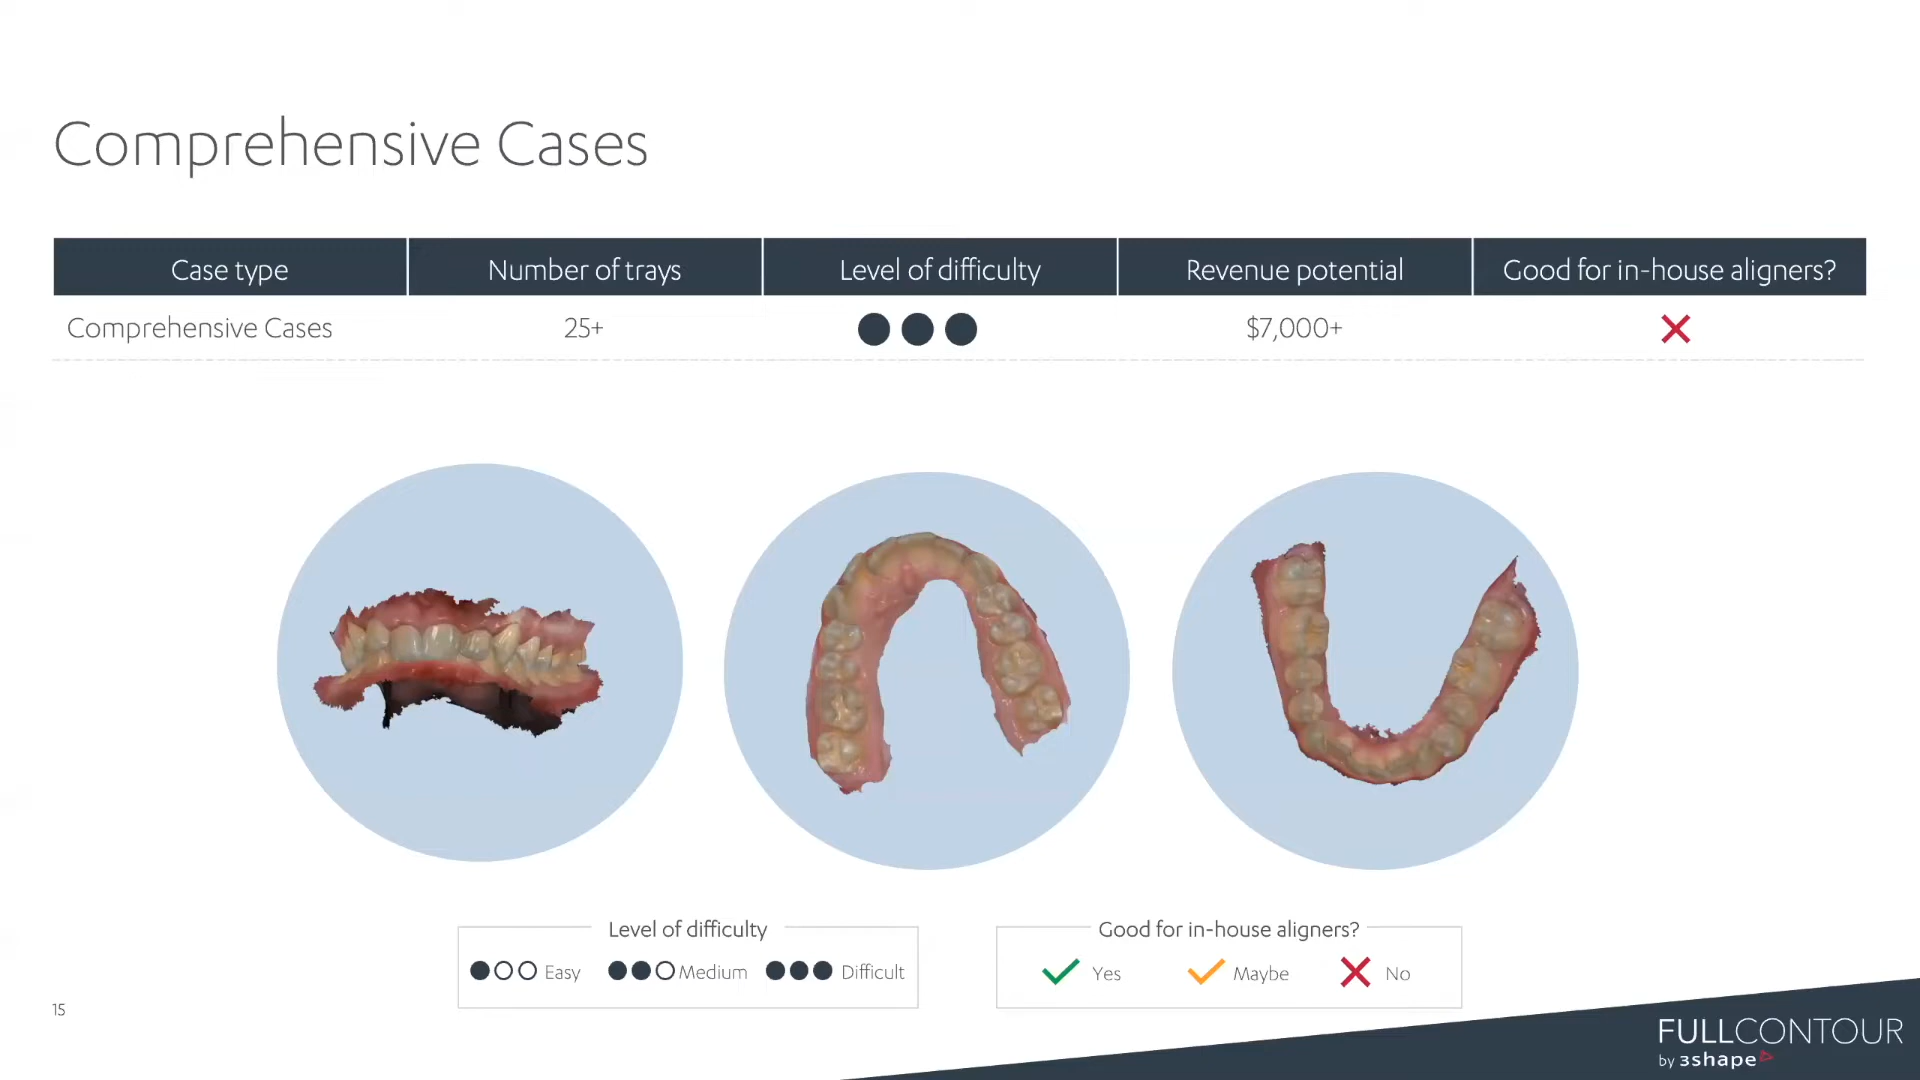 Comprehensive Cases
Case type Number of trays Level of difficulty Revenue potential Good for in-house aligners?
Comprehensive Cases 25+ $7,000+
Level of difficulty
Easy Medium Difficult
Good for in-house aligners?
Yes Maybe No
15
FULLCONTOUR
by 3shape